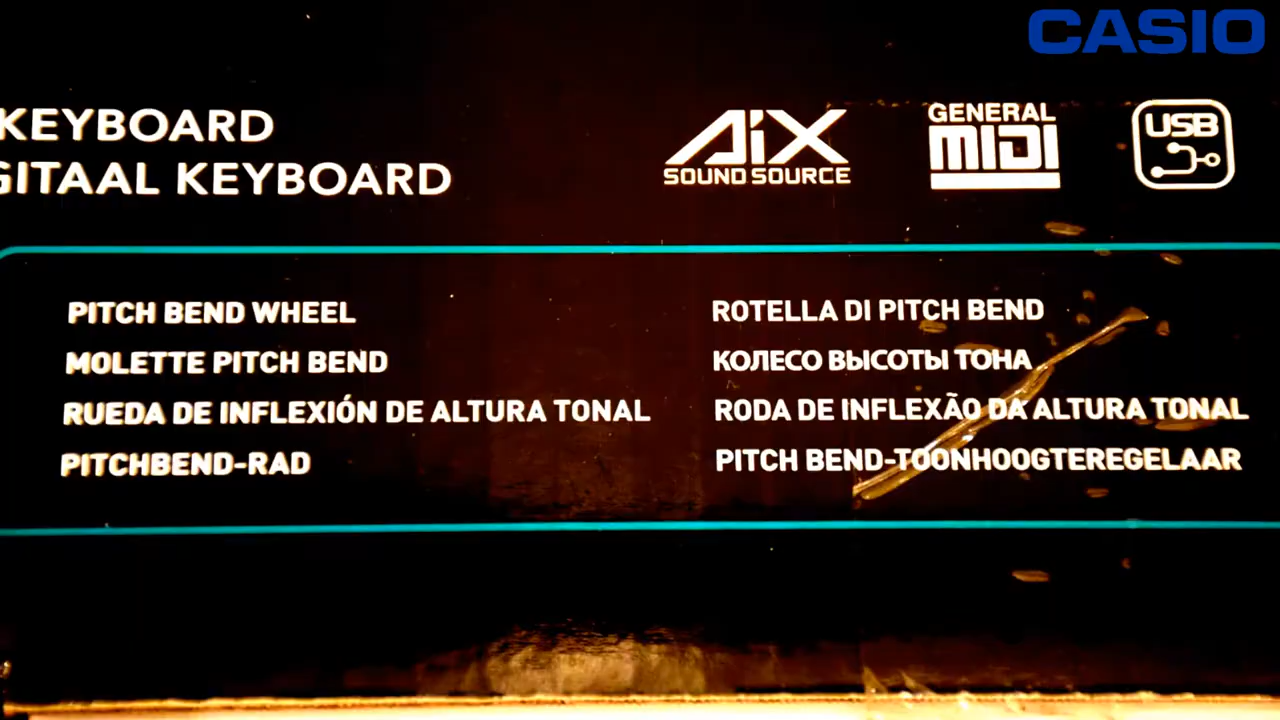 CASIO
KEYBOARD
GITAAL KEYBOARD
AiX
SOUND SOURCE
GENERAL
MIDI
USB
PITCH BEND WHEEL
MOLETTE PITCH BEND
RUEDA DE INFLEXIÓN DE ALTURA TONAL
PITCHBEND-RAD
ROTELLA DI PITCH BEND
КОЛЕСО ВЫСОТЫ ТОНА
RODA DE INFLEXÃO DA ALTURA TONAL
PITCH BEND-TOONHOOGTEREGELAAR